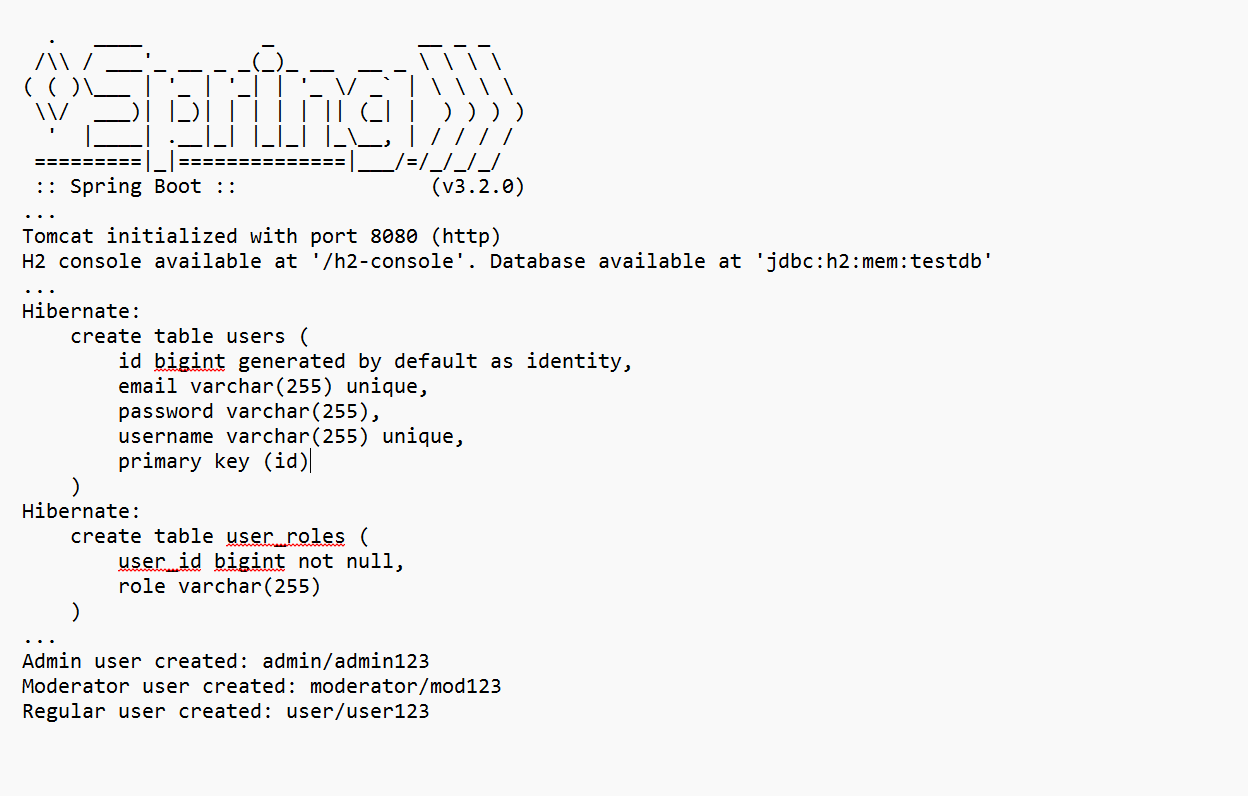 .   ____          _            __ _ _
 /\\ / ___'_ __ _ _(_)_ __  __ _ \ \ \ \
( ( )\___ | '_ | '_| | '_ \/ _` | \ \ \ \
 \\/  ___)| |_)| | | | | || (_| |  ) ) ) )
  '  |____| .__|_| |_|_| |_\__, | / / / /
 =========|_|==============|___/=/_/_/_/
 :: Spring Boot ::                (v3.2.0)
...
Tomcat initialized with port 8080 (http)
H2 console available at '/h2-console'. Database available at 'jdbc:h2:mem:testdb'
...
Hibernate:
    create table users (
        id bigint generated by default as identity,
        email varchar(255) unique,
        password varchar(255),
        username varchar(255) unique,
        primary key (id)
    )
Hibernate:
    create table user_roles (
        user_id bigint not null,
        role varchar(255)
    )
...
Admin user created: admin/admin123
Moderator user created: moderator/mod123
Regular user created: user/user123